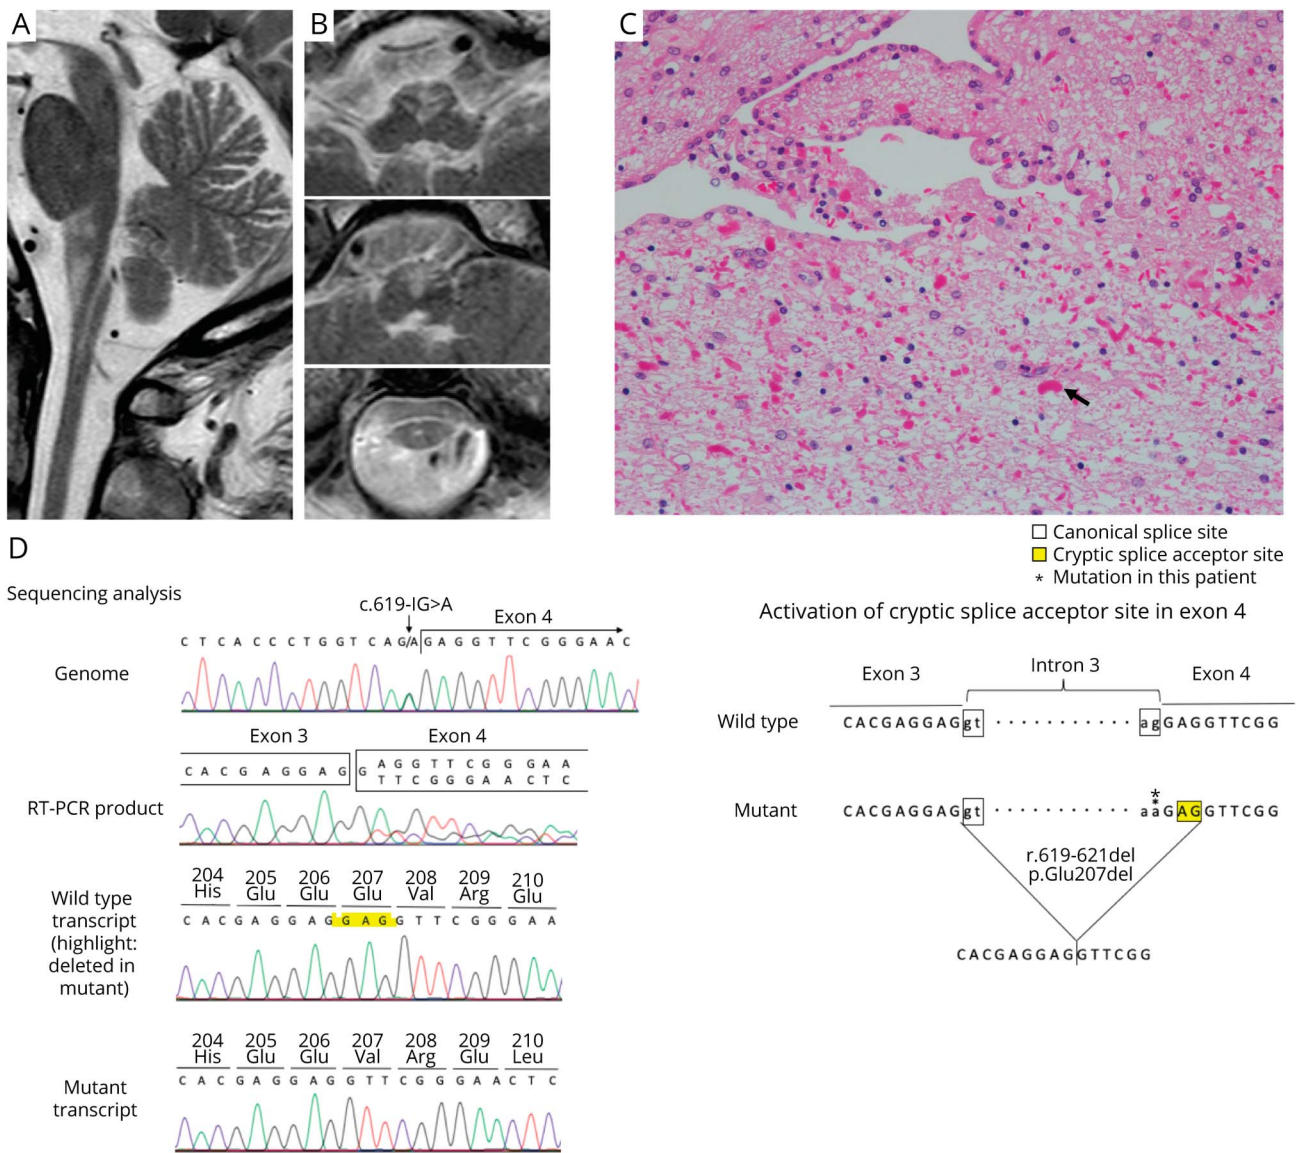 A
B
C
□ Canonical splice site
Cryptic splice acceptor site
* Mutation in this patient
D
Sequencing analysis
c.619-IG>A
Exon 4
C T C A C C C T G G T C A G/A G A G G T T C G G G A A C
Genome
Exon 3
Exon 4
C A C G A G G A G G A G G T T C G G G A A
T T C G G G A A C T C
RT-PCR product
204 205 206 207 208 209 210
His Glu Glu Glu Val Arg Glu
Wild type
transcript
(highlight:
deleted in
mutant)
C A C G A G G A G G A G G T T C G G G A A
204 205 206 207 208 209 210
His Glu Glu Val Arg Glu Leu
C A C G A G G A G G T T C G G G A A C T C
Mutant
transcript
Activation of cryptic splice acceptor site in exon 4
Exon 3
Intron 3
Exon 4
Wild type
CACGAGGAGgt ........... agGAGGTTCGG
*
*
Mutant
CACGAGGAGgt ........... aaGAGGTTCGG
r.619-621del
p.Glu207del
CACGAGGAGGTTCGG